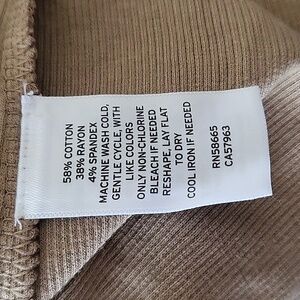 58% COTTON
38% RAYON
4% SPANDEX
MACHINE WASH COLD,
GENTLE CYCLE, WITH
LIKE COLORS
ONLY NON-CHLORINE
BLEACH IF NEEDED
RESHAPE, LAY FLAT
TO DRY
COOL IRON IF NEEDED
RN58665
CA57963